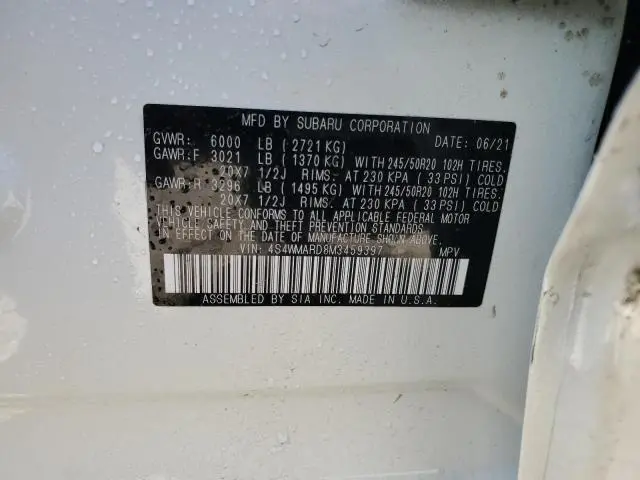 MFD BY SUBARU CORPORATION
GVWR: 6000 LB (2721 KG) DATE: 06/21
GAWR:F 3021 LB (1370 KG) WITH 245/50R20 102H TIRES.
20X7 1/2J RIMS. AT 230 KPA (33 PSI) COLD
GAWR:R 3296 LB (1495 KG) WITH 245/50R20 102H TIRES.
20X7 1/2J RIMS. AT 230 KPA (33 PSI) COLD
THIS VEHICLE CONFORMS TO ALL APPLICABLE FEDERAL MOTOR
VEHICLE SAFETY AND THEFT PREVENTION STANDARDS IN
EFFECT ON THE DATE OF MANUFACTURE SHOWN ABOVE.
VIN: 4S4WMARD8M3459397 MPV
ASSEMBLED BY SIA INC. MADE IN U.S.A.